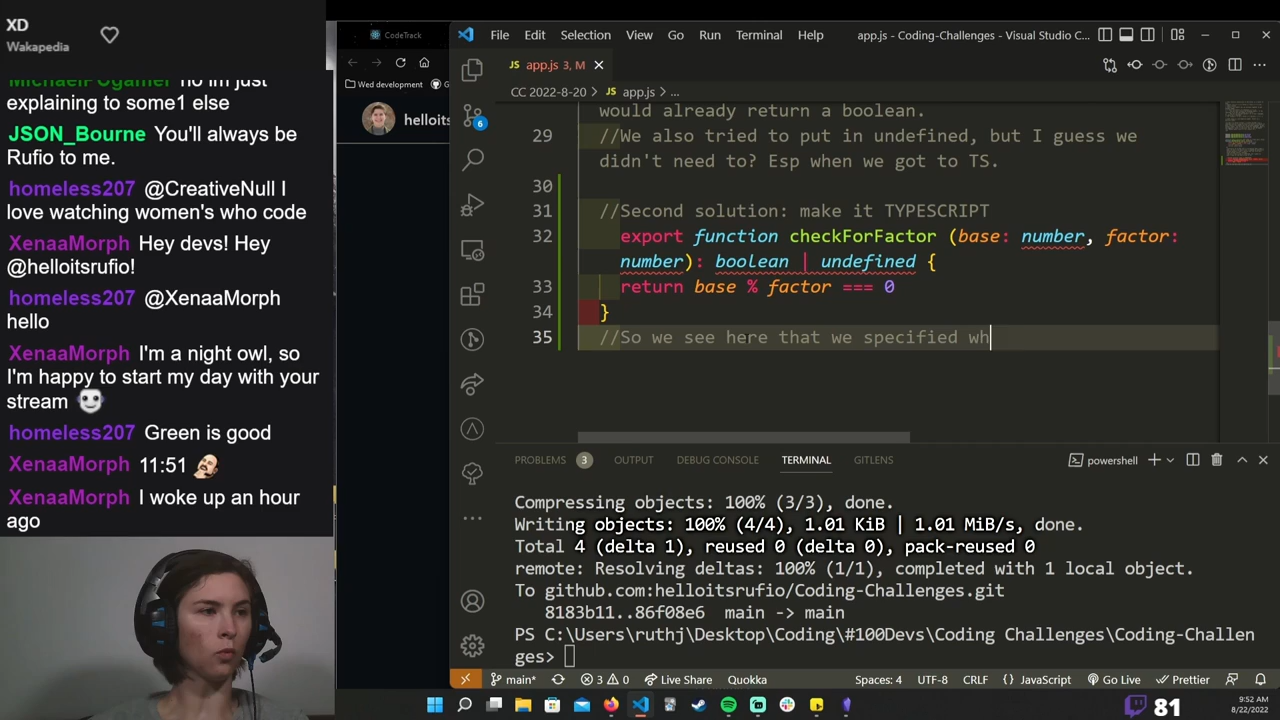 XD
Wakapedia
MichaelFogamer no im just
explaining to some1 else
JSON_Bourne You'll always be
Rufio to me.
homeless207 @CreativeNull I
love watching women's who code
XenaaMorph Hey devs! Hey
@helloitsrufio!
homeless207 @XenaaMorph
hello
XenaaMorph I'm a night owl, so
I'm happy to start my day with your
stream
homeless207 Green is good
XenaaMorph 11:51
XenaaMorph I woke up an hour
ago
CodeTrack
Wed development
G
helloits
File Edit Selection View Go Run Terminal Help
app.js - Coding-Challenges - Visual Studio C...
app.js 3, M
CC 2022-8-20 > app.js > ...
would already return a boolean.
29 //We also tried to put in undefined, but I guess we
didn't need to? Esp when we got to TS.
30
31 //Second solution: make it TYPESCRIPT
32 export function checkForFactor (base: number, factor:
number): boolean | undefined {
33 return base % factor === 0
34 }
35 //So we see here that we specified wh
6
PROBLEMS 3 OUTPUT DEBUG CONSOLE TERMINAL GITLENS
powershell
Compressing objects: 100% (3/3), done.
Writing objects: 100% (4/4), 1.01 KiB | 1.01 MiB/s, done.
Total 4 (delta 1), reused 0 (delta 0), pack-reused 0
remote: Resolving deltas: 100% (1/1), completed with 1 local object.
To github.com:helloitsrufio/Coding-Challenges.git
8183b11..86f08e6 main -> main
PS C:\Users\ruthj\Desktop\Coding\#100Devs\Coding Challenges\Coding-Challen
ges>
main* 3 0 Live Share Quokka Spaces: 4 UTF-8 CRLF { } JavaScript Go Live Prettier
81
9:52 AM
8/22/2022